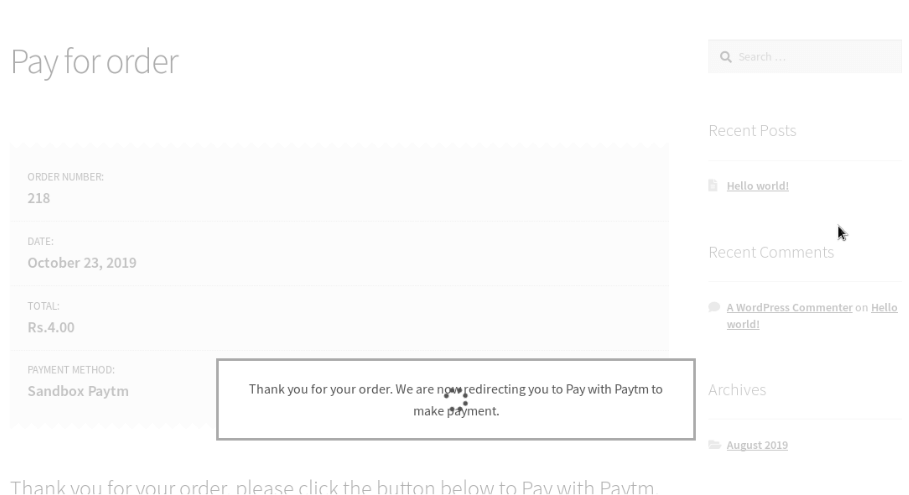 Pay for order
Search …
Recent Posts
ORDER NUMBER:
218
Hello world!
DATE:
October 23, 2019
Recent Comments
TOTAL:
Rs.4.00
A WordPress Commenter on Hello
world!
PAYMENT METHOD:
Sandbox Paytm
Thank you for your order. We are now redirecting you to Pay with Paytm to
make payment.
Archives
August 2019
Thank you for your order, please click the button below to Pay with Paytm.